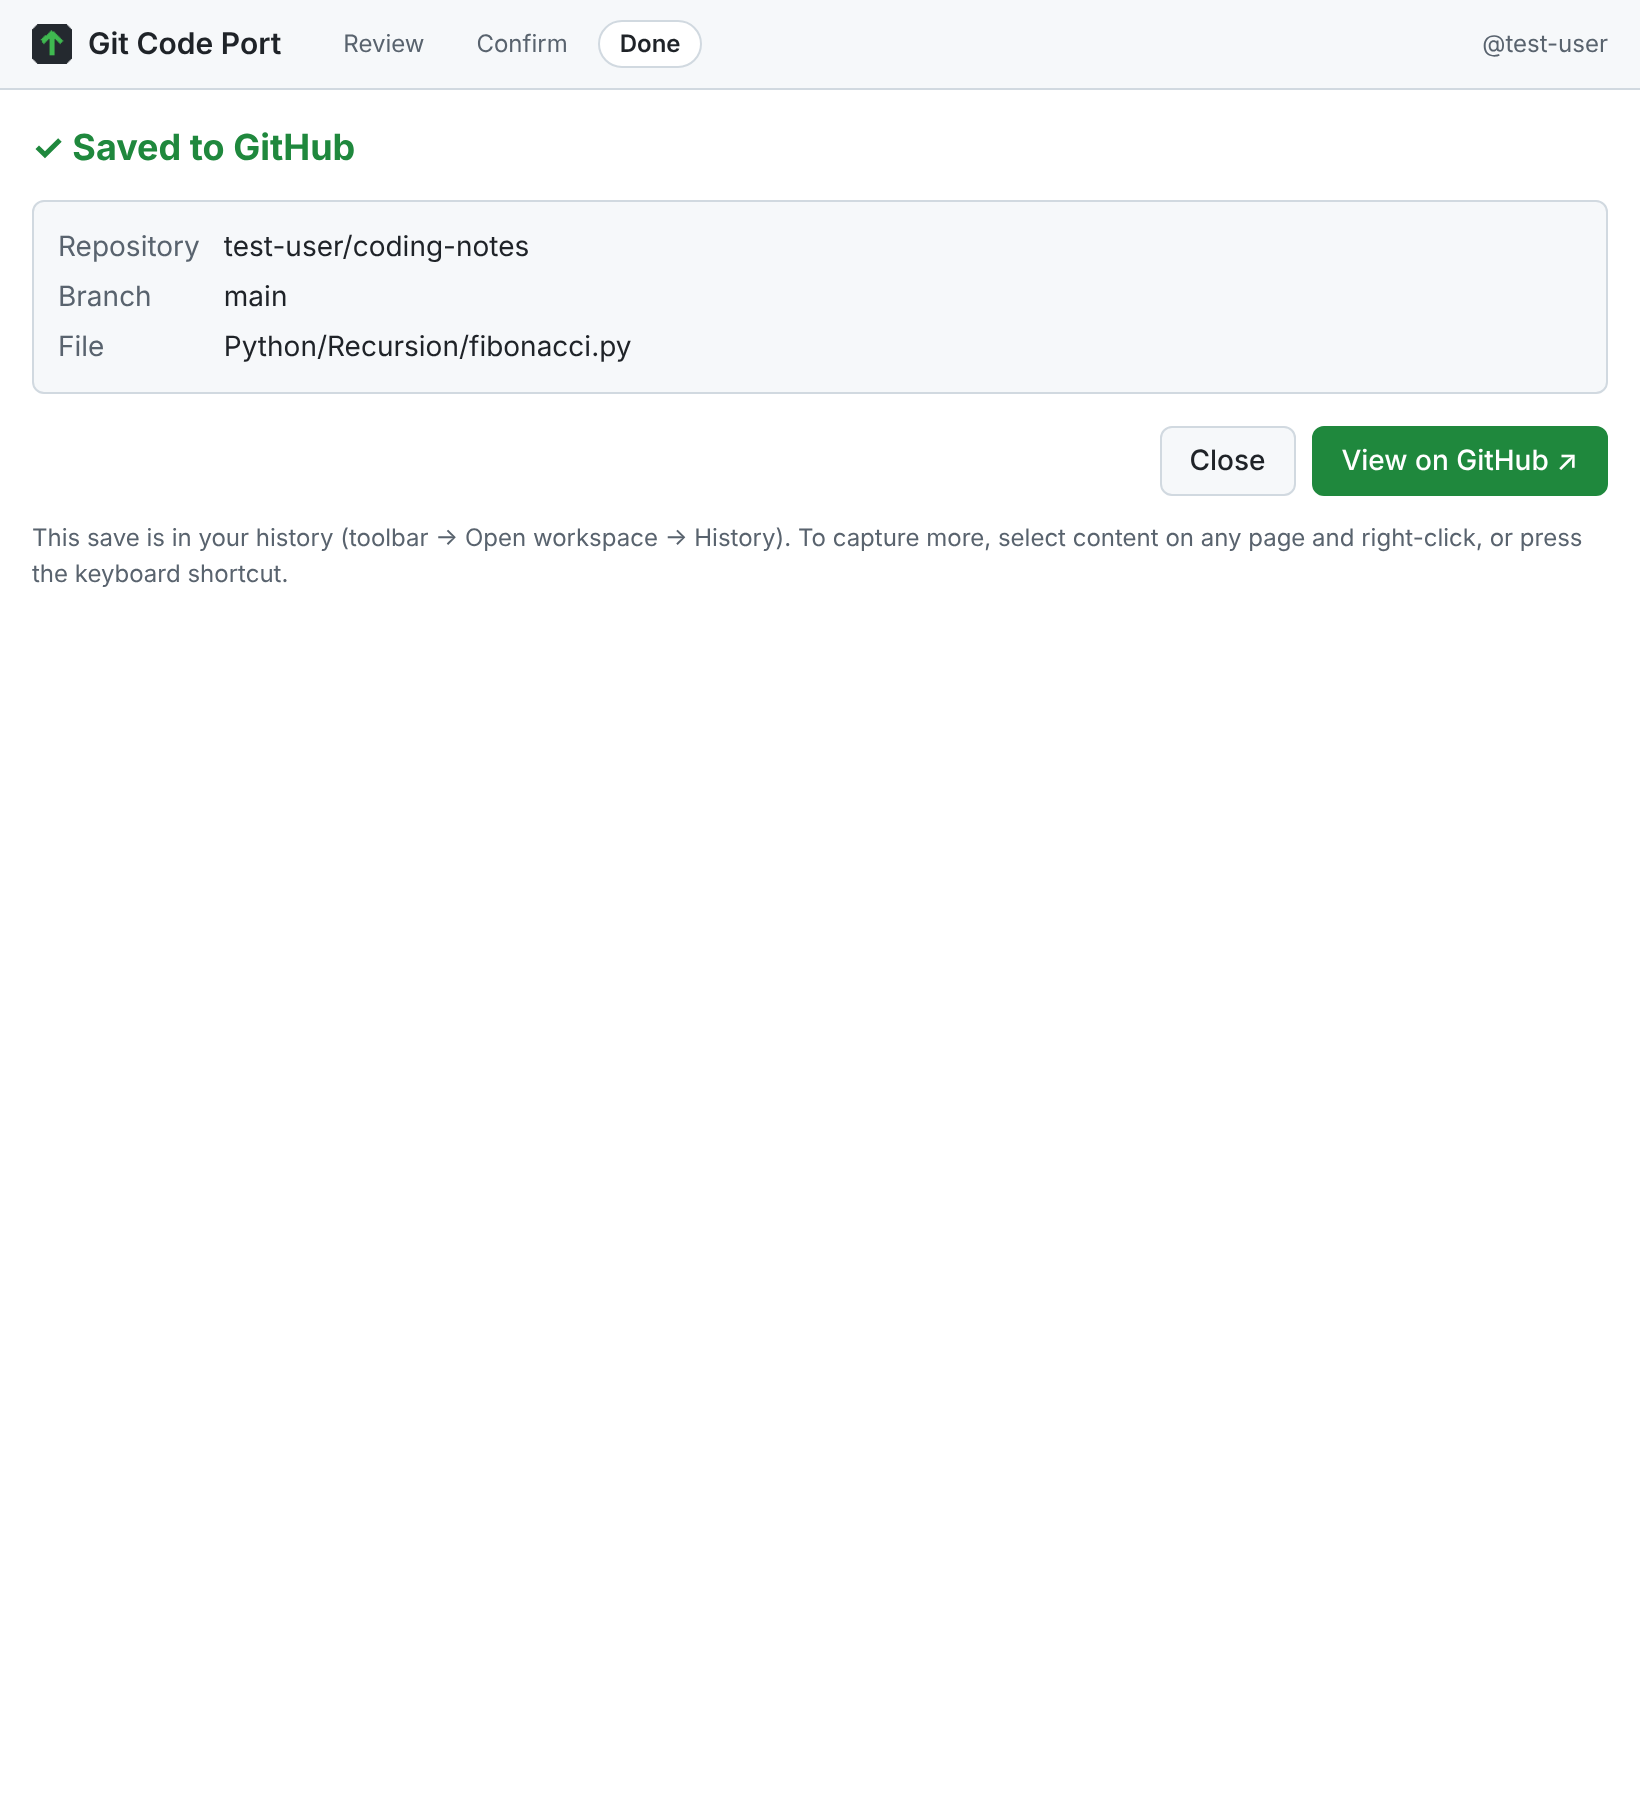 Git Code Port Review Confirm Done @test-user
✓ Saved to GitHub
Repository test-user/coding-notes
Branch main
File Python/Recursion/fibonacci.py
Close View on GitHub ↗
This save is in your history (toolbar → Open workspace → History). To capture more, select content on any page and right-click, or press
the keyboard shortcut.